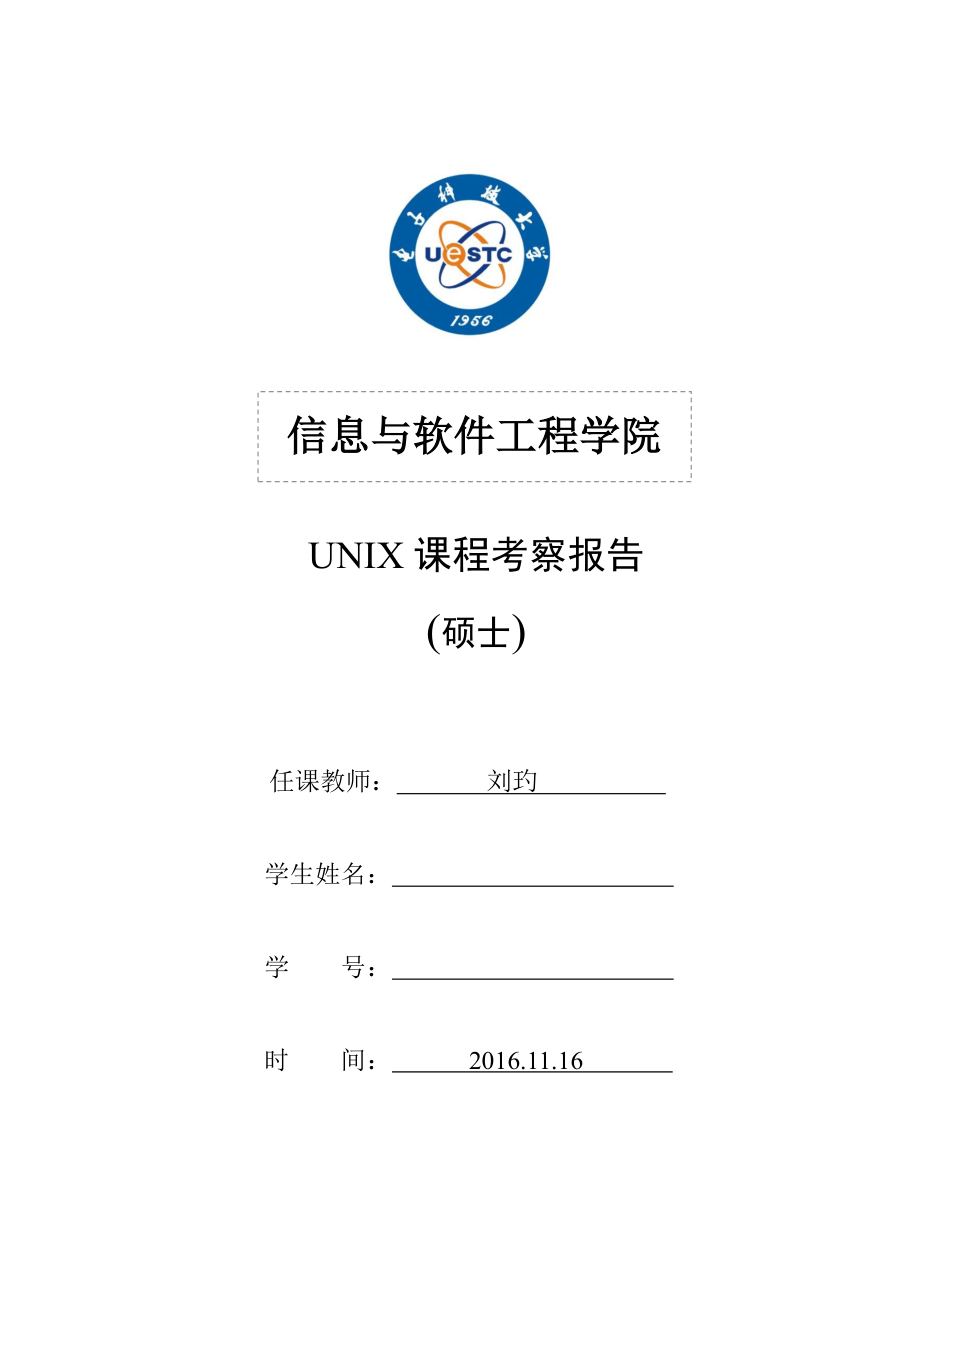 电子科技大学
UeSTC
1956
信息与软件工程学院
UNIX 课程考察报告
(硕士)
任课教师: 刘玓
学生姓名:
学 号:
时 间: 2016.11.16